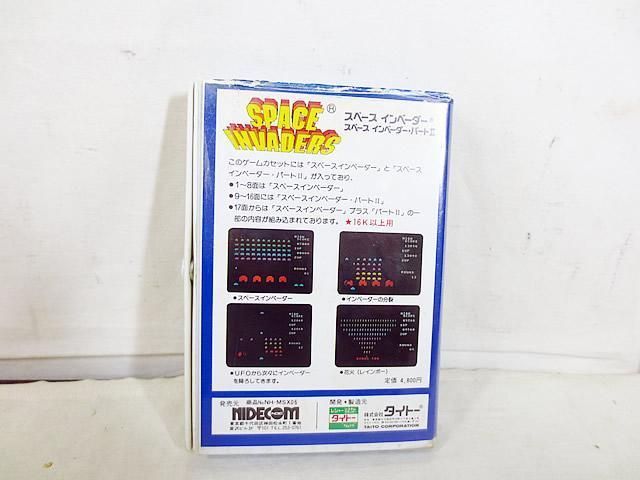 SPACE INVADERS Ⓡ
スペース インベーダー®
スペース インベーダー・パートⅡ
このゲームカセットには「スペースインベーダー」と「スペース
インベーダー・パートⅡ」が入っており、
●1～8面は「スペースインベーダー」
●9～16面には「スペースインベーダー・パートⅡ」
●17面からは「スペースインベーダー」プラス「パートⅡ」の一
部の内容が組み込まれております。 ★16K以上用
●スペースインベーダー
●インベーダーの分裂
●UFOから次々にインベーダー
を降ろしてきます。
●花火(レインボー)
定価 4,800円
発売元 商品№NH-MSX05
NIDECOM
開発・製造元
タイトー
株式会社 タイトー®
TAITO CORPORATION